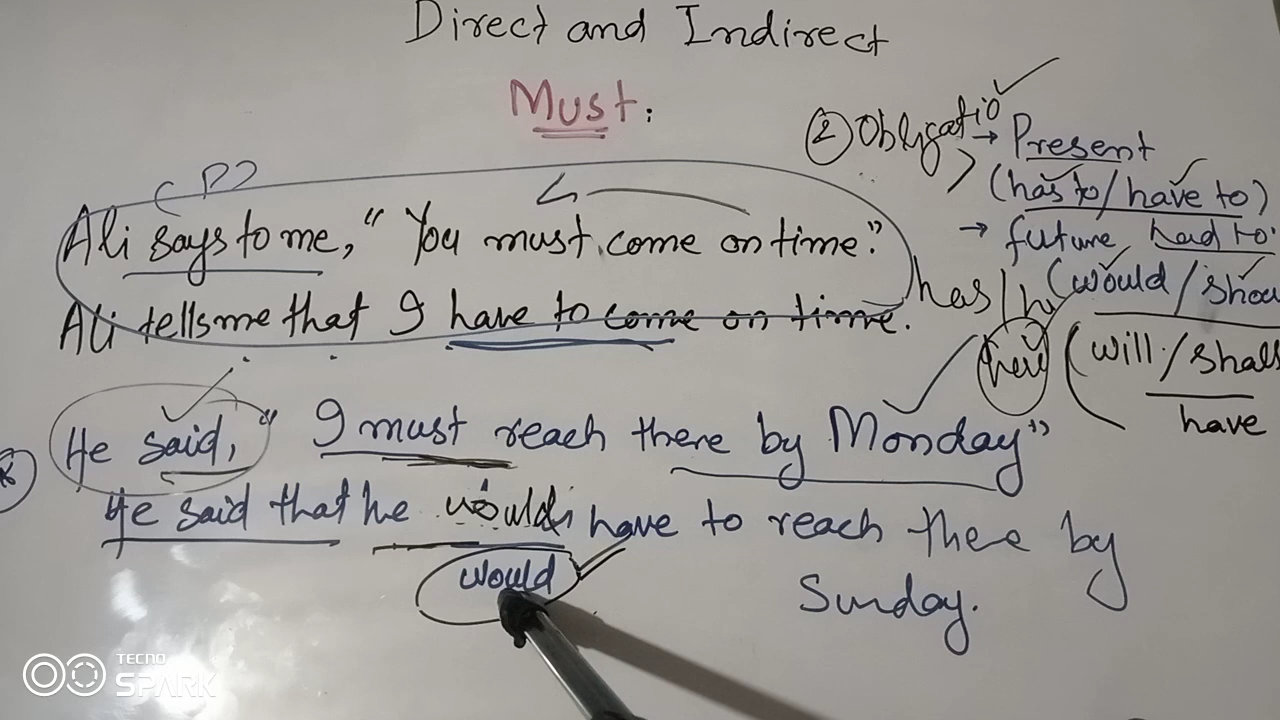 Direct and Indirect
Must:
② Obligatio
→ Present
(has to/have to)
→ future had to
(would/shou
(will/shall
have
(P)
Ali says to me, "You must come on time."
Ali tells me that I have to come on time.
has/h
He said, "I must reach there by Monday"
He said that he would have to reach there by
Sunday.
would
TECNO
SPARK